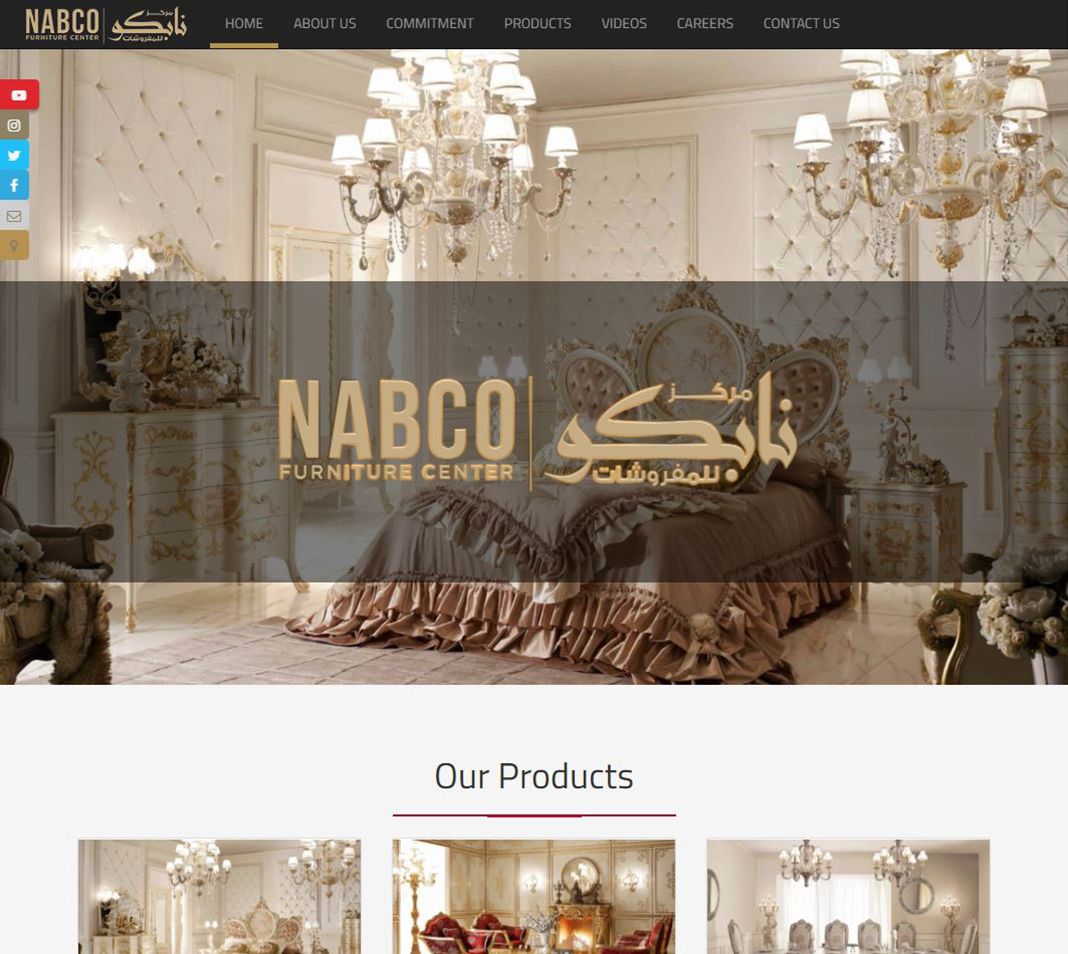 NABCO
FURNITURE CENTER
مركز
نابكو
للمفروشات
HOME ABOUT US COMMITMENT PRODUCTS VIDEOS CAREERS CONTACT US
NABCO
FURNITURE CENTER
مركز
نابكو
للمفروشات
Our Products